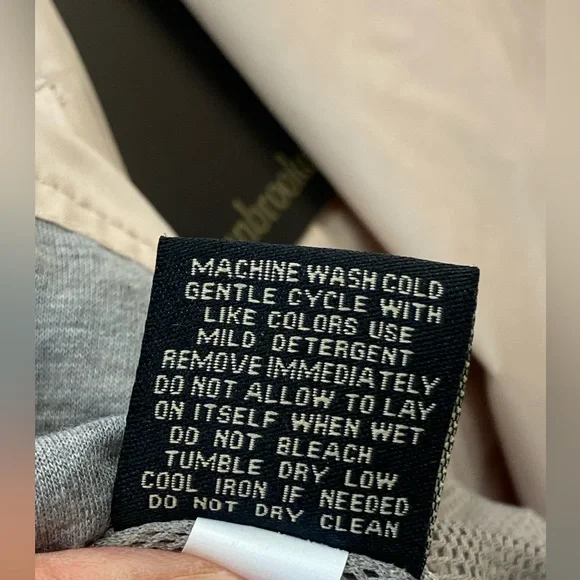 nbrooke
MACHINE WASH COLD
GENTLE CYCLE WITH
LIKE COLORS USE
MILD DETERGENT
REMOVE IMMEDIATELY
DO NOT ALLOW TO LAY
ON ITSELF WHEN WET
DO NOT BLEACH
TUMBLE DRY LOW
COOL IRON IF NEEDED
DO NOT DRY CLEAN